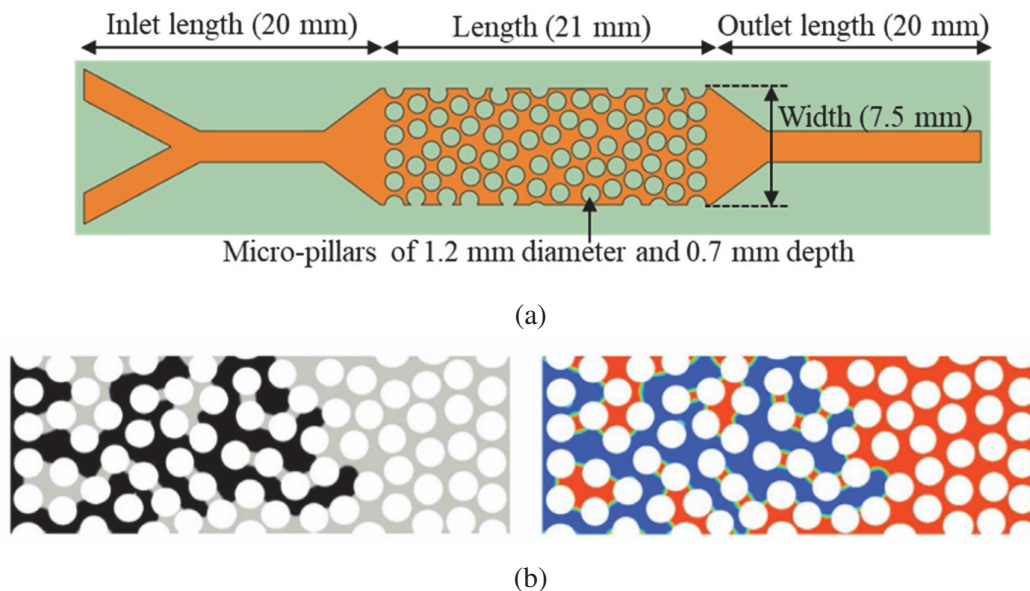 Inlet length (20 mm) Length (21 mm) Outlet length (20 mm)
Width (7.5 mm)
Micro-pillars of 1.2 mm diameter and 0.7 mm depth
(a)
(b)